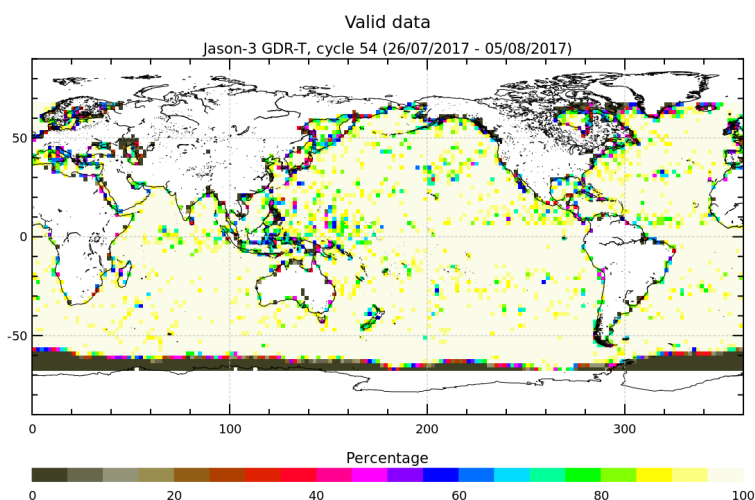 Valid data
Jason-3 GDR-T, cycle 54 (26/07/2017 - 05/08/2017)
50
0
-50
0 100 200 300
Percentage
0 20 40 60 80 100